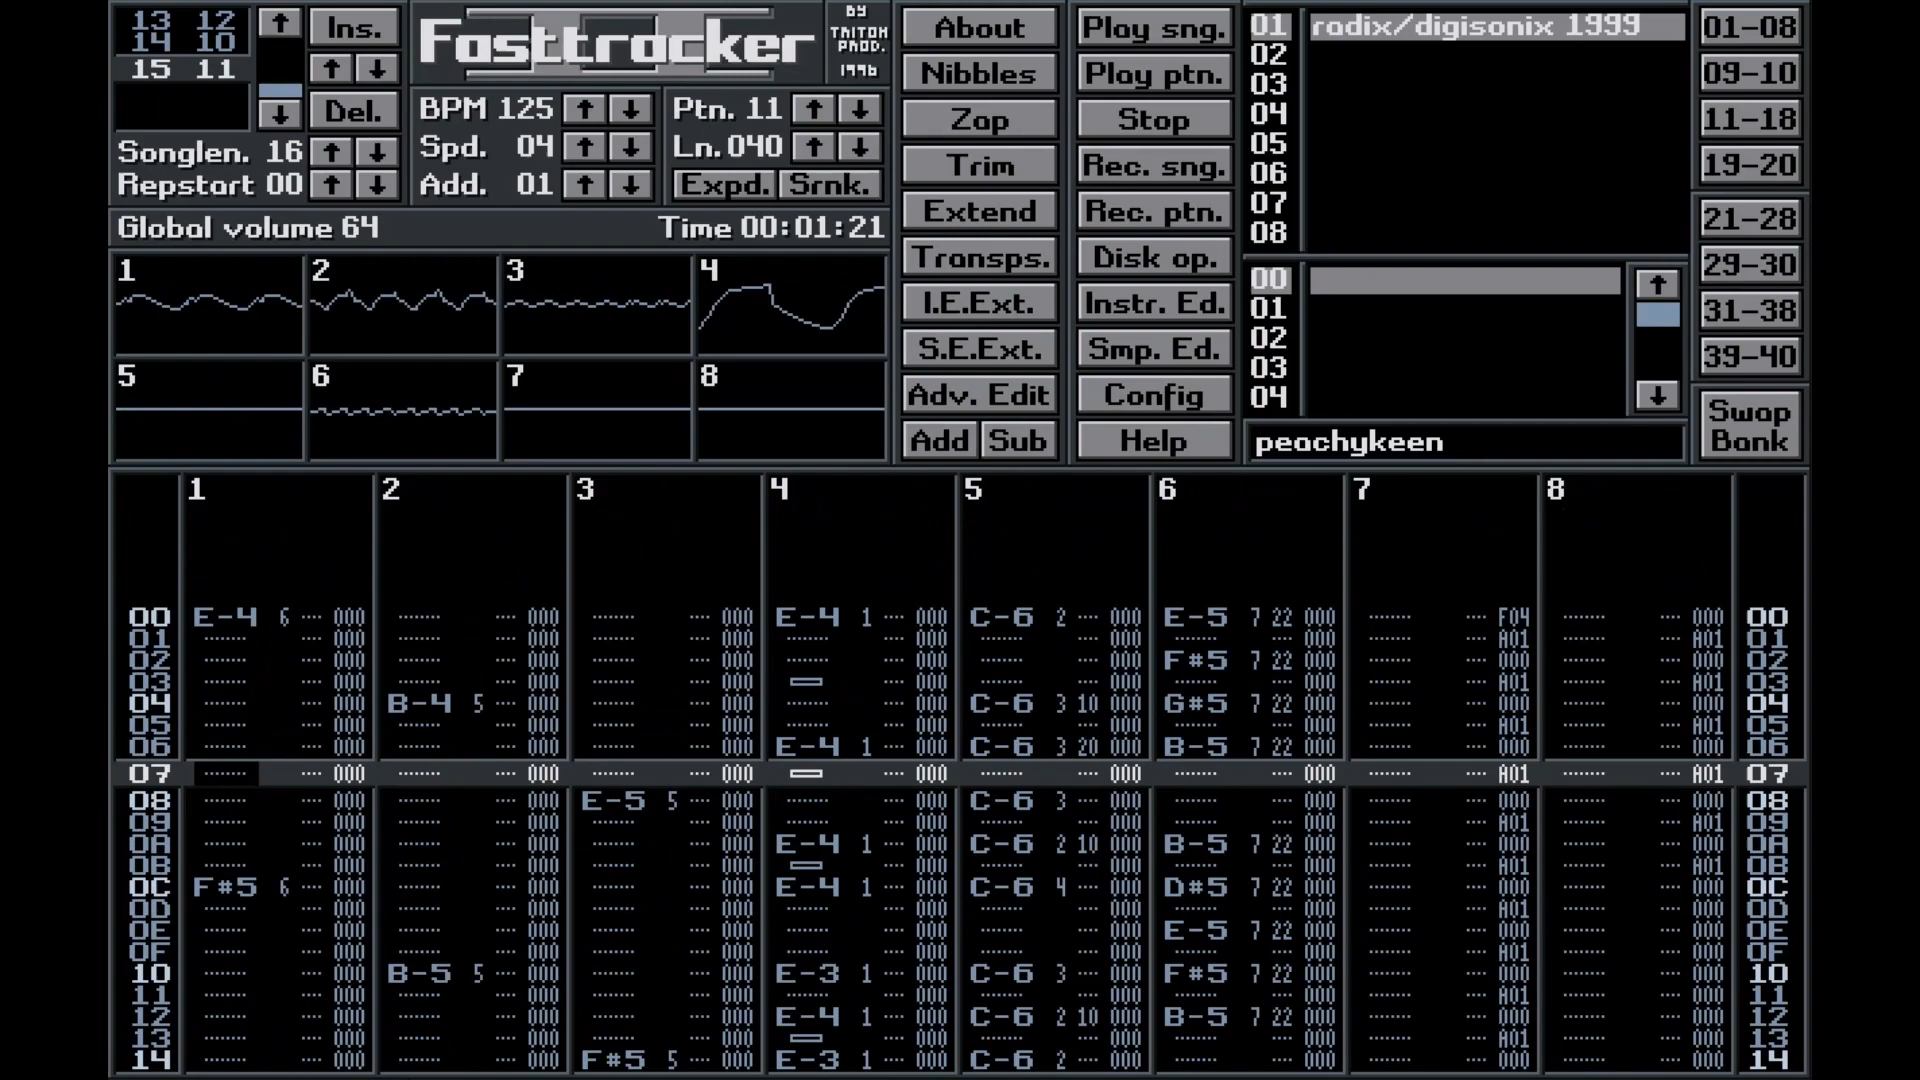 13 12
14 10
15 11
Ins.
Del.
Songlen. 16
Repstart 00
Fasttracker
BY
TRITON
PROD.
1996
BPM 125
Spd. 04
Add. 01
Ptn. 11
Ln. 040
Expd. Srnk.
Global volume 64
Time 00:01:21
1 2 3 4
5 6 7 8
About
Nibbles
Zap
Trim
Extend
Transps.
I.E.Ext.
S.E.Ext.
Adv. Edit
Add Sub
Play sng.
Play ptn.
Stop
Rec. sng.
Rec. ptn.
Disk op.
Instr. Ed.
Smp. Ed.
Config
Help
01 radix/digisonix 1999
02
03
04
05
06
07
08
00
01
02
03
04
peachykeen
01-08
09-10
11-18
19-20
21-28
29-30
31-38
39-40
Swap
Bank
1 2 3 4 5 6 7 8
00 E-4 6 000 000 000 E-4 1 000 C-6 2 000 E-5 7 22 000 F04 000 00
01 000 000 000 000 000 000 A01 A01 01
02 000 000 000 000 000 F#5 7 22 000 000 000 02
03 000 000 000 000 000 000 A01 A01 03
04 000 B-4 5 000 000 000 C-6 3 10 000 G#5 7 22 000 000 000 04
05 000 000 000 000 000 000 A01 A01 05
06 000 000 000 E-4 1 000 C-6 3 20 000 B-5 7 22 000 000 000 06
07 000 000 000 000 000 000 A01 A01 07
08 000 000 E-5 5 000 000 C-6 3 000 000 000 000 08
09 000 000 000 000 000 000 A01 A01 09
0A 000 000 000 E-4 1 000 C-6 2 10 000 B-5 7 22 000 000 000 0A
0B 000 000 000 000 000 000 A01 A01 0B
0C F#5 6 000 000 000 E-4 1 000 C-6 4 000 D#5 7 22 000 000 000 0C
0D 000 000 000 000 000 000 A01 000 0D
0E 000 000 000 000 000 E-5 7 22 000 000 000 0E
0F 000 000 000 000 000 000 A01 000 0F
10 000 B-5 5 000 000 E-3 1 000 C-6 3 000 F#5 7 22 000 000 000 10
11 000 000 000 000 000 000 A01 000 11
12 000 000 000 E-4 1 000 C-6 2 10 000 B-5 7 22 000 000 000 12
13 000 000 000 000 000 000 A01 000 13
14 000 000 F#5 5 000 E-3 1 000 C-6 2 000 000 000 000 14